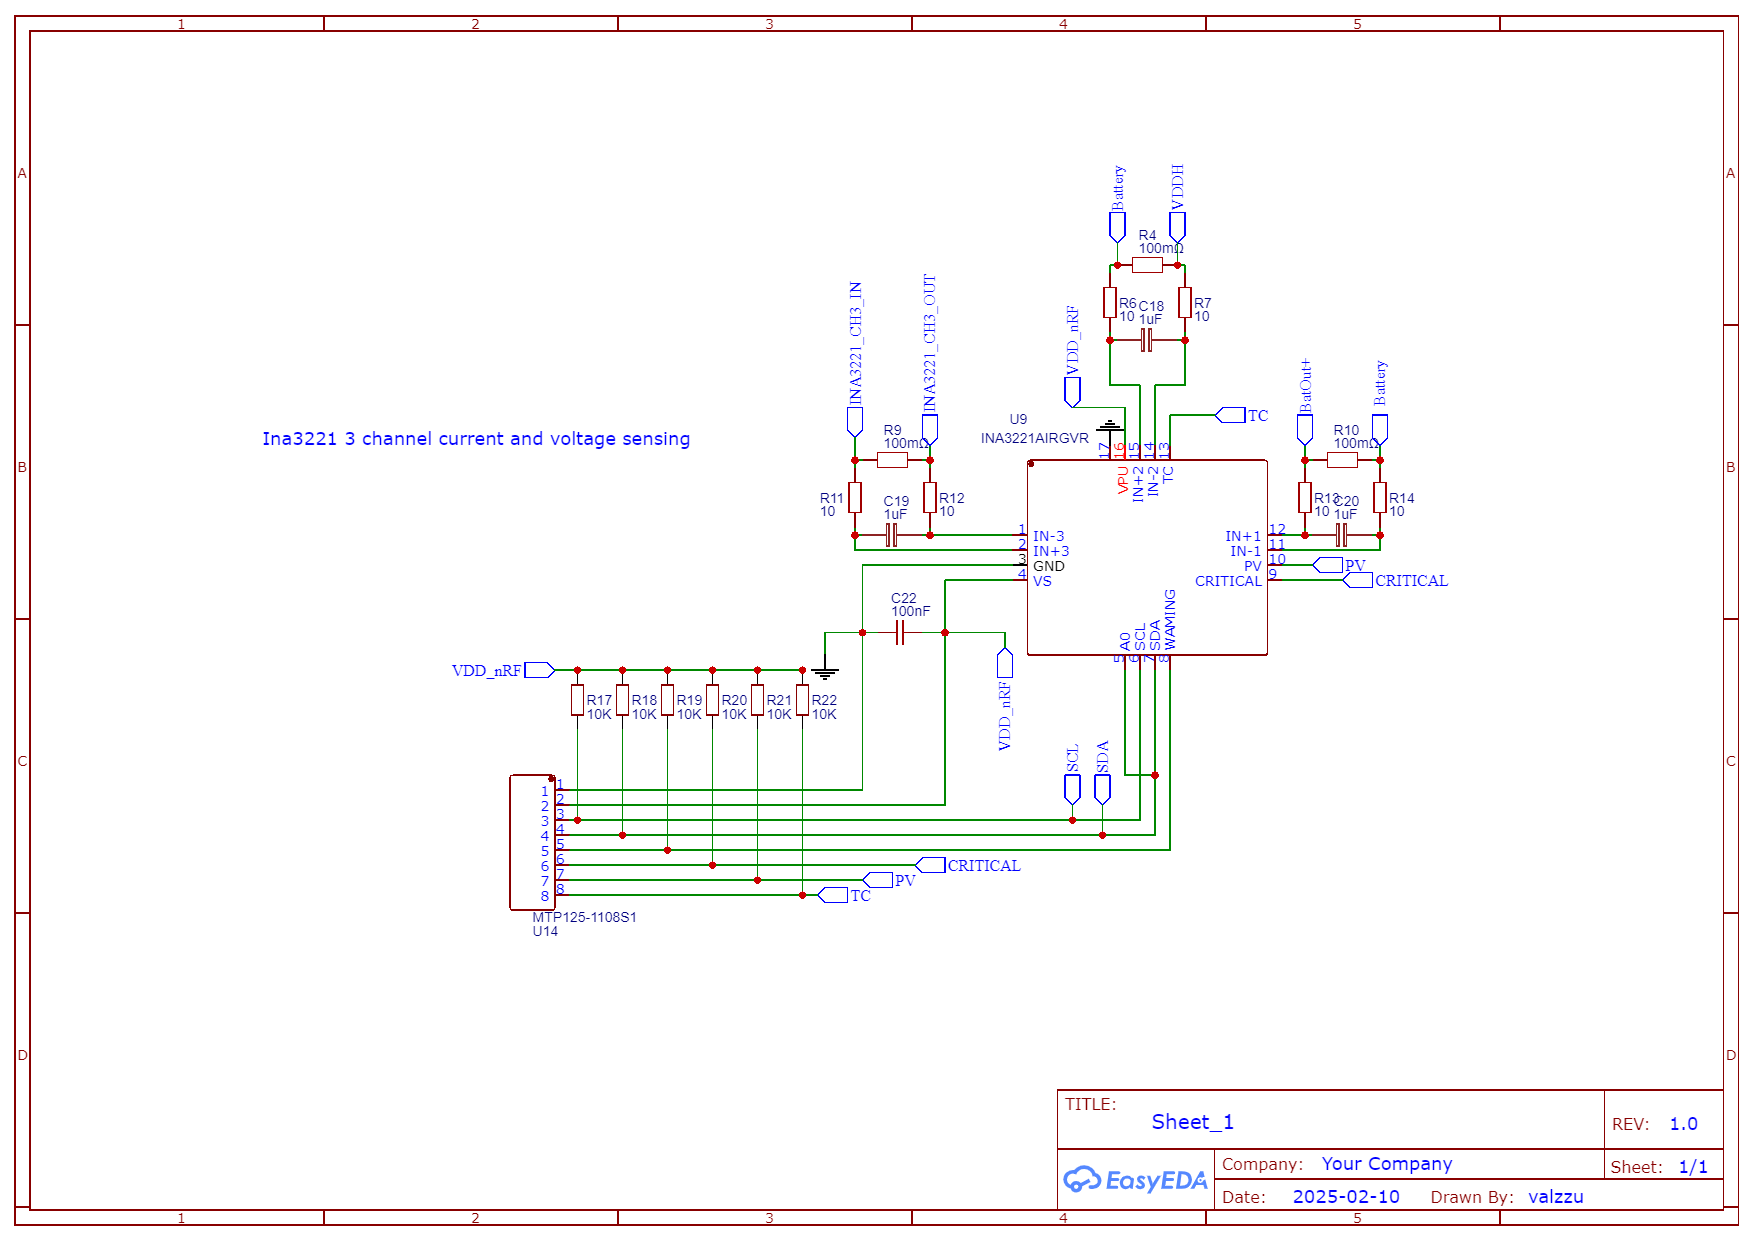 1 2 3 4 5
A A
B B
C C
D D
Battery
VDDH
R4
100mΩ
R6
10
C18
1uF
R7
10
VDD_nRF
INA3221_CH3_IN
INA3221_CH3_OUT
BatOut+
Battery
TC
U9
INA3221AIRGVR
Ina3221 3 channel current and voltage sensing
R9
100mΩ
R11
10
C19
1uF
R12
10
R10
100mΩ
R13
10
C20
1uF
R14
10
17 16 15 14 13
VPU
IN+2
IN-2
TC
1 IN-3
2 IN+3
3 GND
4 VS
IN+1 12
IN-1 11
PV 10
CRITICAL 9
PV
CRITICAL
A0
SCL
SDA
WAMING
5 6 7 8
C22
100nF
VDD_nRF
VDD_nRF
R17
10K
R18
10K
R19
10K
R20
10K
R21
10K
R22
10K
SCL
SDA
1 1
2 2
3 3
4 4
5 5
6 6
7 7
8 8
CRITICAL
PV
TC
MTP125-1108S1
U14
TITLE:
Sheet_1
REV: 1.0
EasyEDA
Company: Your Company
Sheet: 1/1
Date: 2025-02-10 Drawn By: valzzu
1 2 3 4 5